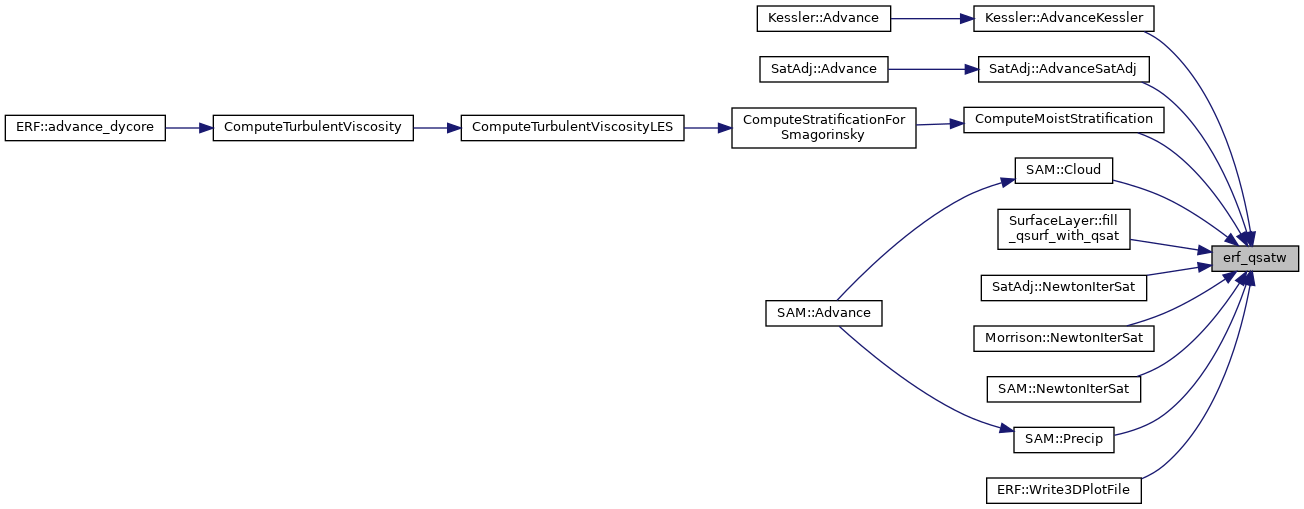 Kessler::Advance
Kessler::AdvanceKessler
SatAdj::Advance
SatAdj::AdvanceSatAdj
ERF::advance_dycore
ComputeTurbulentViscosity
ComputeTurbulentViscosityLES
ComputeStratificationFor
Smagorinsky
ComputeMoistStratification
SAM::Cloud
SurfaceLayer::fill
_qsurf_with_qsat
erf_qsatw
SatAdj::NewtonIterSat
SAM::Advance
Morrison::NewtonIterSat
SAM::NewtonIterSat
SAM::Precip
ERF::Write3DPlotFile